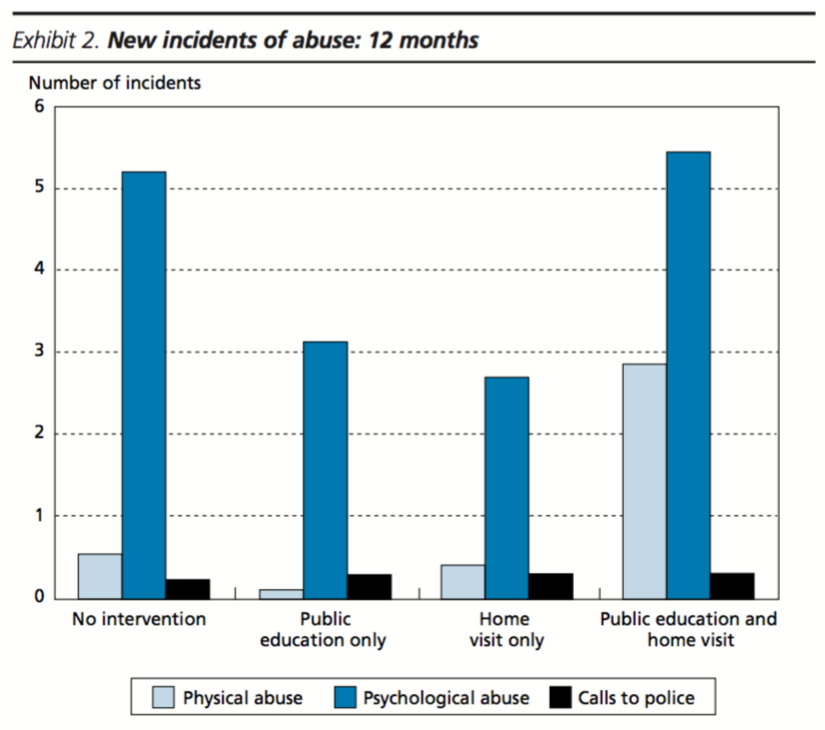 Exhibit 2. New incidents of abuse: 12 months
Number of incidents
6
5
4
3
2
1
0
No intervention
Public
education only
Home
visit only
Public education and
home visit
Physical abuse
Psychological abuse
Calls to police